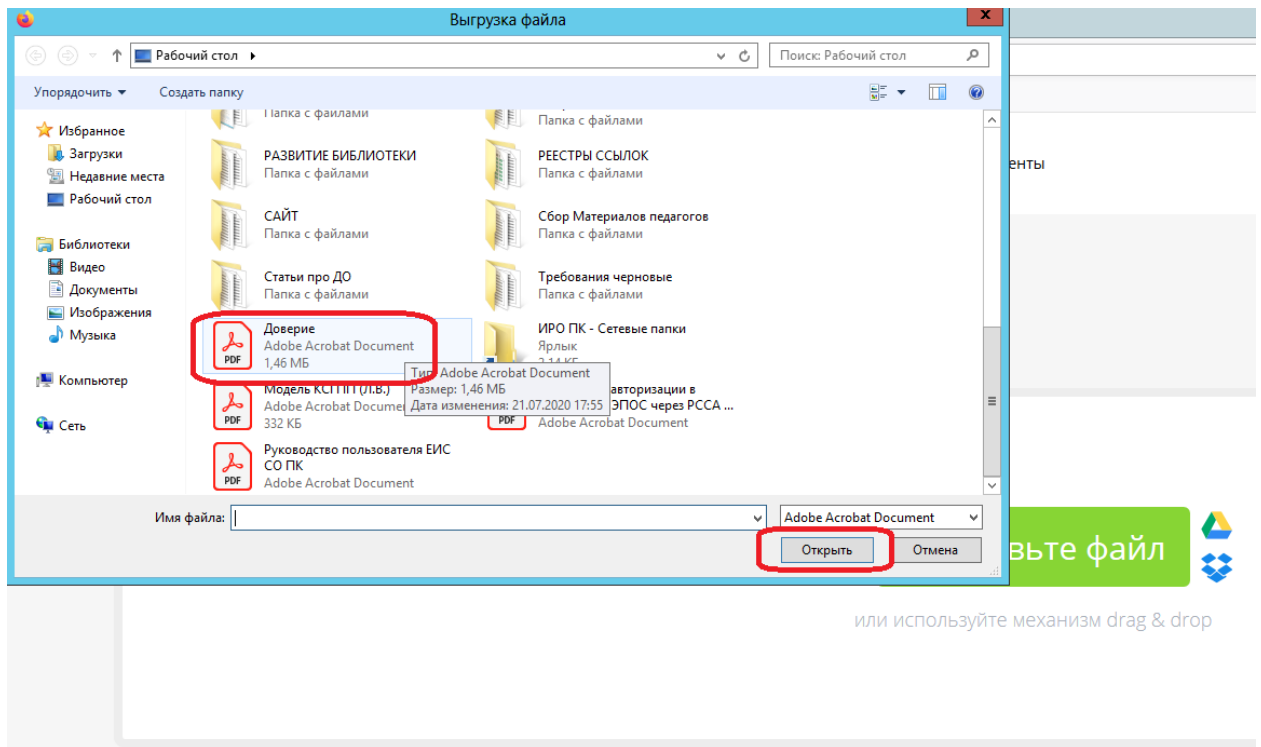 Выгрузка файла
x
Рабочий стол
Поиск: Рабочий стол
Упорядочить
Создать папку
Избранное
Загрузки
Недавние места
Рабочий стол
Библиотеки
Видео
Документы
Изображения
Музыка
Компьютер
Сеть
Папка с файлами
Папка с файлами
РАЗВИТИЕ БИБЛИОТЕКИ
Папка с файлами
РЕЕСТРЫ ССЫЛОК
Папка с файлами
САЙТ
Папка с файлами
Сбор Материалов педагогов
Папка с файлами
Статьи про ДО
Папка с файлами
Требования черновые
Папка с файлами
PDF
Доверие
Adobe Acrobat Document
1,46 МБ
ИРО ПК - Сетевые папки
Ярлык
Тип: Adobe Acrobat Document
Размер: 1,46 МБ
Дата изменения: 21.07.2020 17:55
PDF
Модель КСПГП (Л.В.)
332 КБ
PDF
авторизации в
ЭПОС через РССА ...
Adobe Acrobat Document
PDF
Руководство пользователя ЕИС
СО ПК
Adobe Acrobat Document
Имя файла:
Adobe Acrobat Document
Открыть
Отмена
енты
вьте файл
или используйте механизм drag & drop